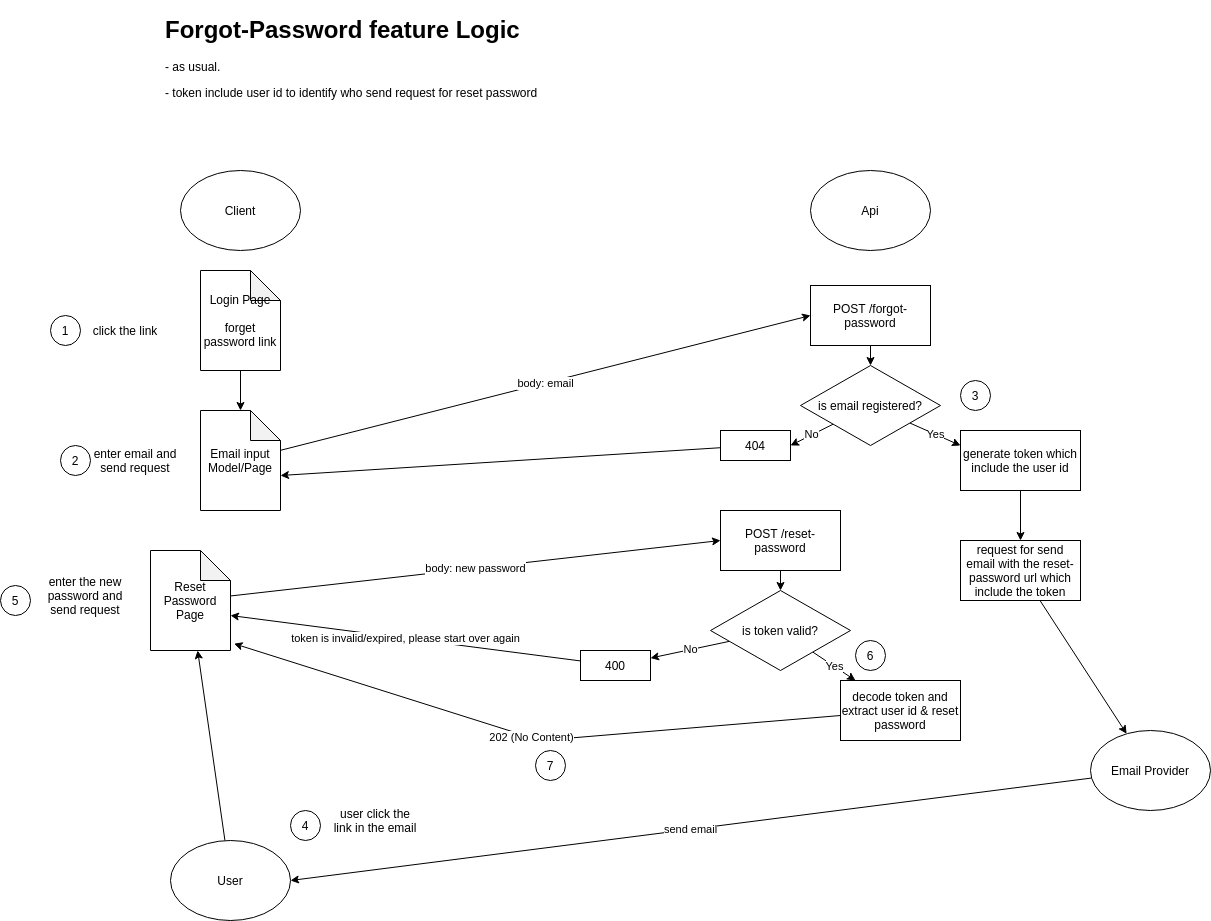 Forgot-Password feature Logic
- as usual.
- token include user id to identify who send request for reset password
Client
Api
Login Page
forget
password link
1
click the link
POST /forgot-
password
body: email
is email registered?
3
No
Yes
404
2
enter email and
send request
Email input
Model/Page
generate token which
include the user id
POST /reset-
password
request for send
email with the reset-
password url which
include the token
body: new password
5
enter the new
password and
send request
Reset
Password
Page
token is invalid/expired, please start over again
is token valid?
No
400
6
Yes
decode token and
extract user id & reset
password
202 (No Content)
7
Email Provider
4
user click the
link in the email
send email
User